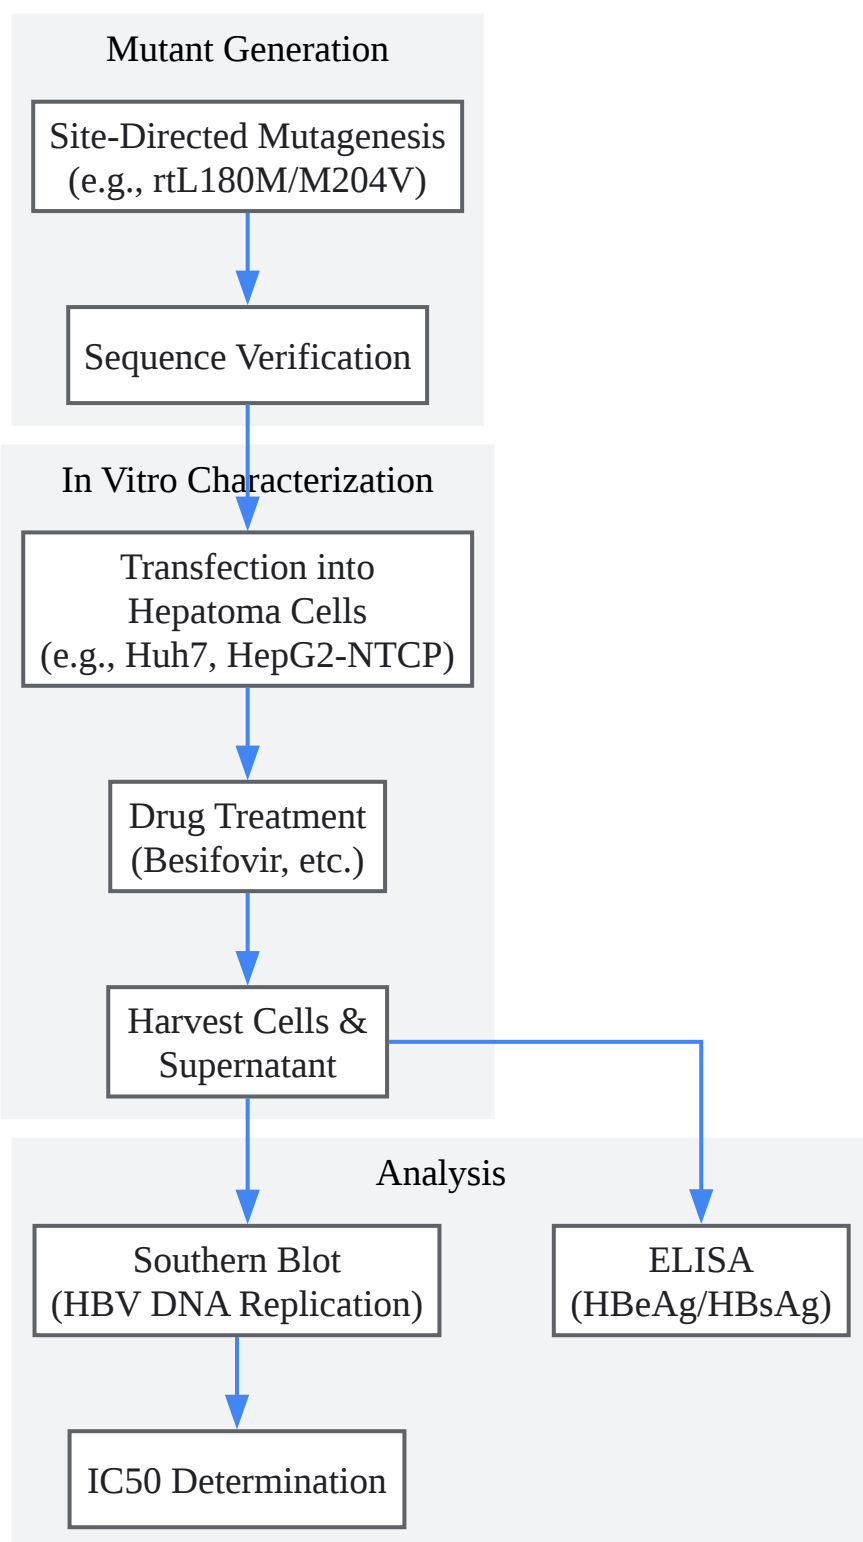 Mutant Generation
Site-Directed Mutagenesis
(e.g., rtL180M/M204V)
Sequence Verification
In Vitro Characterization
Transfection into
Hepatoma Cells
(e.g., Huh7, HepG2-NTCP)
Drug Treatment
(Besifovir, etc.)
Harvest Cells &
Supernatant
Analysis
Southern Blot
(HBV DNA Replication)
ELISA
(HBeAg/HBsAg)
IC50 Determination